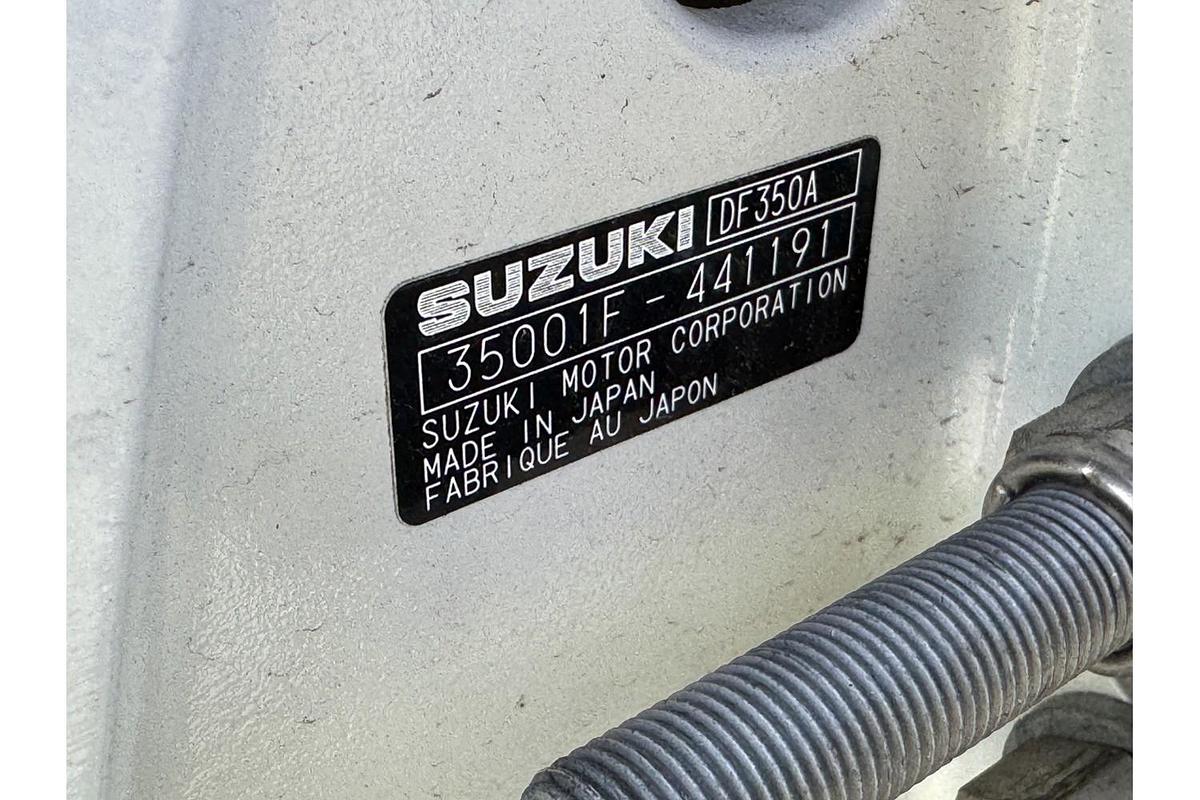 SUZUKI DF350A
35001F-441191
SUZUKI MOTOR CORPORATION
MADE IN JAPAN
FABRIQUE AU JAPON